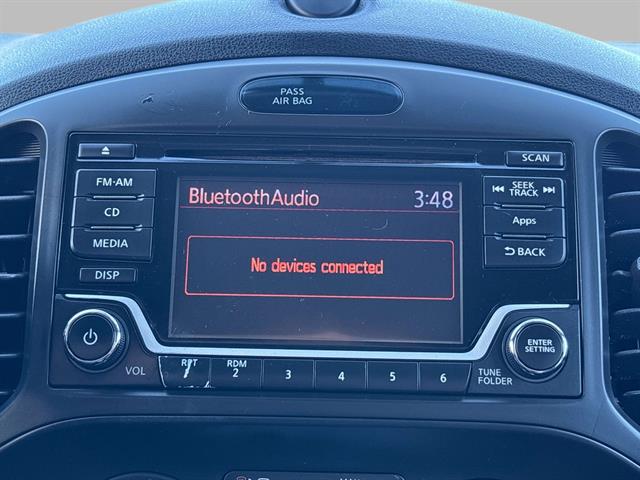 PASS
AIR BAG
SCAN
FM·AM
CD
MEDIA
DISP
BluetoothAudio 3:48
No devices connected
SEEK
TRACK
Apps
BACK
VOL
RPT
1
RDM
2
3
4
5
6
TUNE
FOLDER
ENTER
SETTING